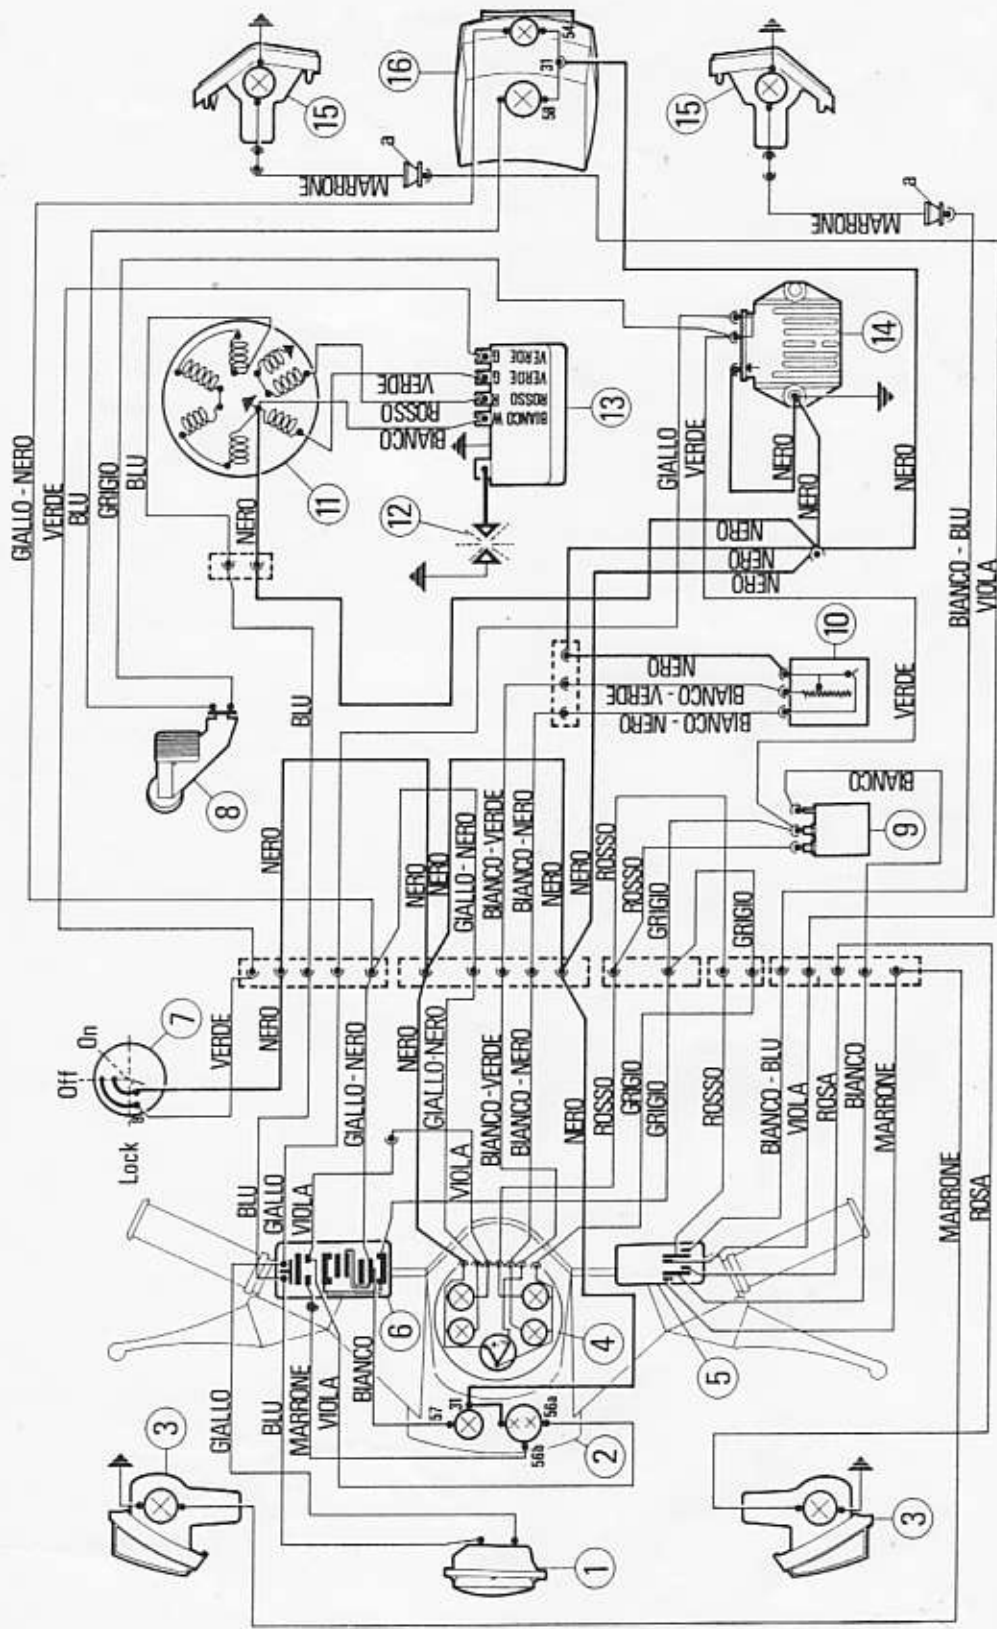 15
a
MARRONE
16
54
31
58
15
a
MARRONE
GIALLO - NERO
VERDE
BLU
GRIGIO
BLU
NERO
11
BIANCO
ROSSO
VERDE
BIANCO W
ROSSO R
VERDE G
VERDE G
13
12
GIALLO
VERDE
14
NERO
NERO
NERO
NERO
NERO
NERO
BIANCO - BLU
VIOLA
8
BLU
NERO
BIANCO - VERDE
BIANCO - NERO
10
VERDE
NERO
NERO
NERO
GIALLO - NERO
BIANCO - VERDE
BIANCO - NERO
NERO
NERO
ROSSO
ROSSO
GRIGIO
GRIGIO
BIANCO
9
Off
On
Lock
7
VERDE
NERO
GIALLO - NERO
NERO
GIALLO-NERO
VIOLA
BIANCO-VERDE
BIANCO - NERO
NERO
ROSSO
GRIGIO
GRIGIO
ROSSO
BIANCO - BLU
VIOLA
ROSA
BIANCO
MARRONE
MARRONE
ROSA
BLU
GIALLO
VIOLA
6
4
5
GIALLO
BLU
MARRONE
VIOLA
BIANCO
57
31
56a
56b
2
3
1
3